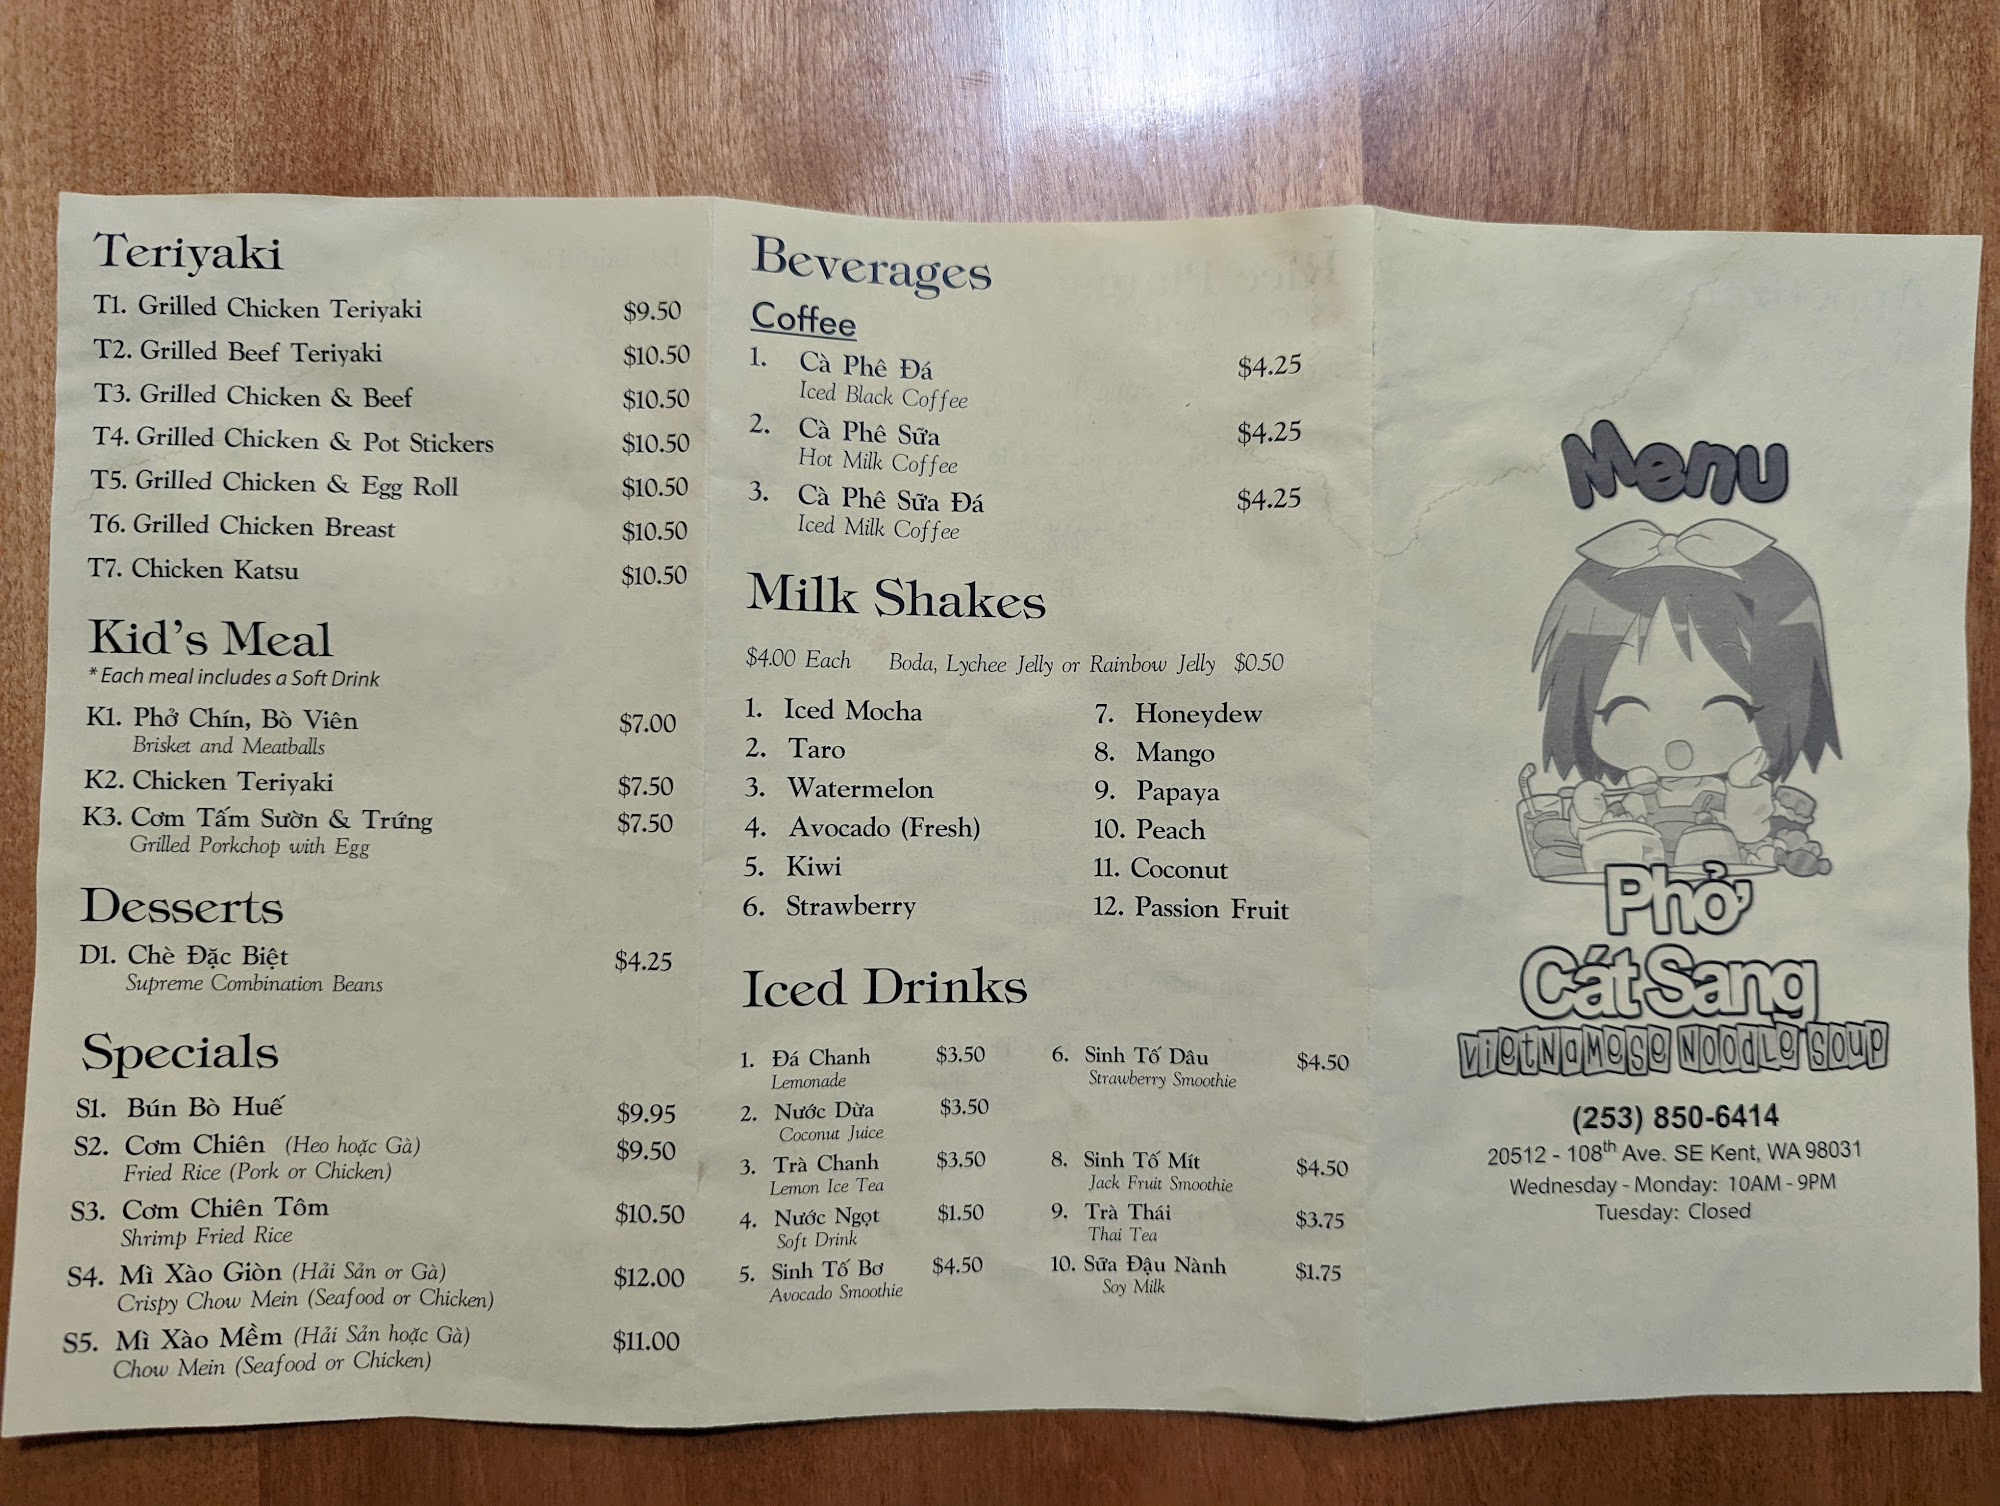 Teriyaki
T1. Grilled Chicken Teriyaki $9.50
T2. Grilled Beef Teriyaki $10.50
T3. Grilled Chicken & Beef $10.50
T4. Grilled Chicken & Pot Stickers $10.50
T5. Grilled Chicken & Egg Roll $10.50
T6. Grilled Chicken Breast $10.50
T7. Chicken Katsu $10.50
Kid's Meal
*Each meal includes a Soft Drink
K1. Phở Chín, Bò Viên $7.00
Brisket and Meatballs
K2. Chicken Teriyaki $7.50
K3. Cơm Tấm Sườn & Trứng $7.50
Grilled Porkchop with Egg
Desserts
D1. Chè Đặc Biệt $4.25
Supreme Combination Beans
Specials
S1. Bún Bò Huế $9.95
S2. Cơm Chiên (Heo hoặc Gà) $9.50
Fried Rice (Pork or Chicken)
S3. Cơm Chiên Tôm $10.50
Shrimp Fried Rice
S4. Mì Xào Giòn (Hải Sản or Gà) $12.00
Crispy Chow Mein (Seafood or Chicken)
S5. Mì Xào Mềm (Hải Sản hoặc Gà) $11.00
Chow Mein (Seafood or Chicken)
Beverages
Coffee
1. Cà Phê Đá $4.25
Iced Black Coffee
2. Cà Phê Sữa $4.25
Hot Milk Coffee
3. Cà Phê Sữa Đá $4.25
Iced Milk Coffee
Milk Shakes
$4.00 Each Boda, Lychee Jelly or Rainbow Jelly $0.50
1. Iced Mocha
2. Taro
3. Watermelon
4. Avocado (Fresh)
5. Kiwi
6. Strawberry
7. Honeydew
8. Mango
9. Papaya
10. Peach
11. Coconut
12. Passion Fruit
Iced Drinks
1. Đá Chanh $3.50
Lemonade
2. Nước Dừa $3.50
Coconut Juice
3. Trà Chanh $3.50
Lemon Ice Tea
4. Nước Ngọt $1.50
Soft Drink
5. Sinh Tố Bơ $4.50
Avocado Smoothie
6. Sinh Tố Dâu $4.50
Strawberry Smoothie
8. Sinh Tố Mít $4.50
Jack Fruit Smoothie
9. Trà Thái $3.75
Thai Tea
10. Sữa Đậu Nành $1.75
Soy Milk
Menu
Phở
Cát Sang
Vietnamese Noodle Soup
(253) 850-6414
20512 - 108th Ave. SE Kent, WA 98031
Wednesday - Monday: 10AM - 9PM
Tuesday: Closed